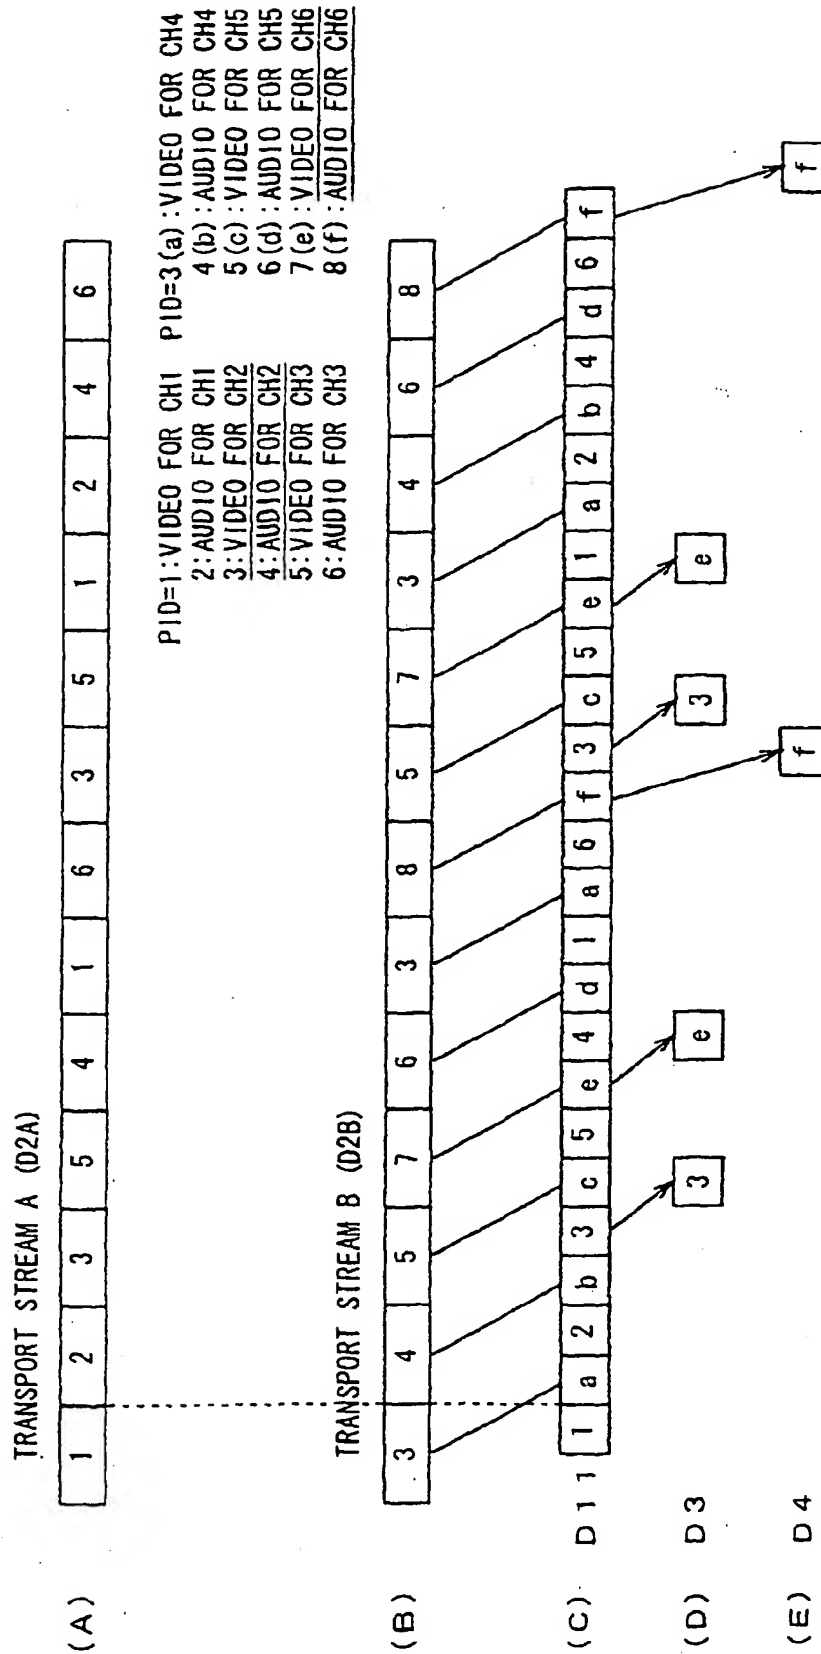 TRANSPORT STREAM A (D2A)
(A) 1 2 3 5 4 1 6 3 5 1 2 4 6
PID=1:VIDEO FOR CH1
2:AUDIO FOR CH1
3:VIDEO FOR CH2
4:AUDIO FOR CH2
5:VIDEO FOR CH3
6:AUDIO FOR CH3
PID=3(a):VIDEO FOR CH4
4(b):AUDIO FOR CH4
5(c):VIDEO FOR CH5
6(d):AUDIO FOR CH5
7(e):VIDEO FOR CH6
8(f):AUDIO FOR CH6
TRANSPORT STREAM B (D2B)
(B) 3 4 5 7 6 3 8 5 7 3 4 6 8
(C) D11 1 a 2 b 3 c 5 e 4 d 1 a 6 f 3 c 5 e 1 a 2 b 4 d 6 f
(D) D3 3 e 3 e
(E) D4 f f